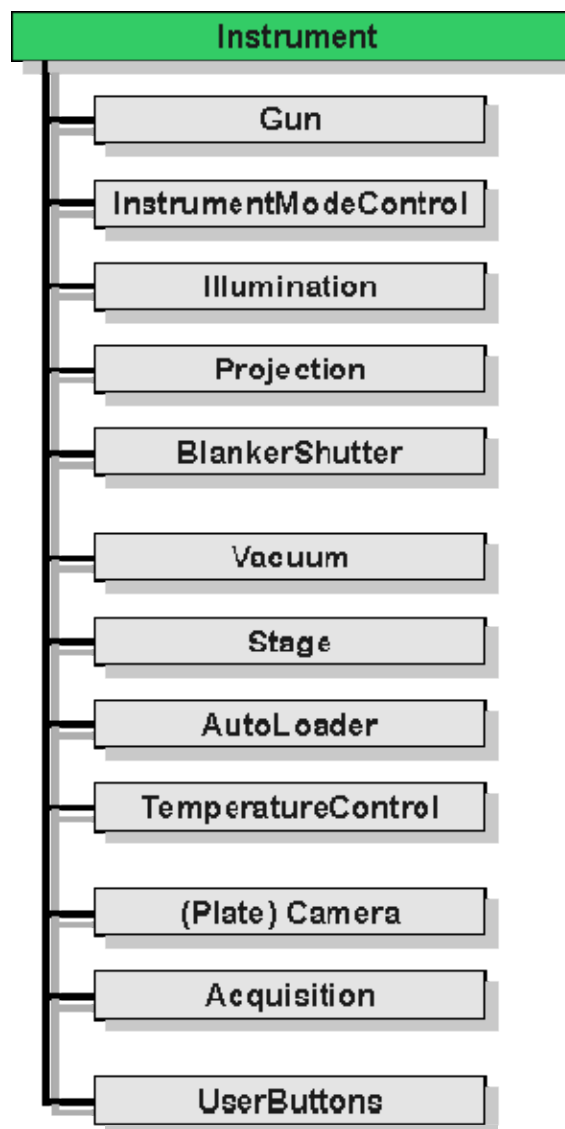 Instrument
Gun
InstrumentModeControl
Illumination
Projection
BlankerShutter
Vacuum
Stage
AutoLoader
TemperatureControl
(Plate) Camera
Acquisition
UserButtons